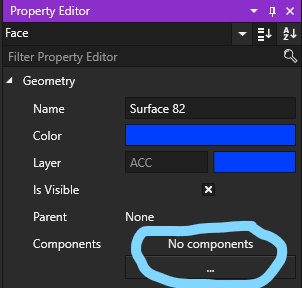 Property Editor
Face
Filter Property Editor
Geometry
Name Surface 82
Color
Layer ACC
Is Visible
Parent None
Components No components
...